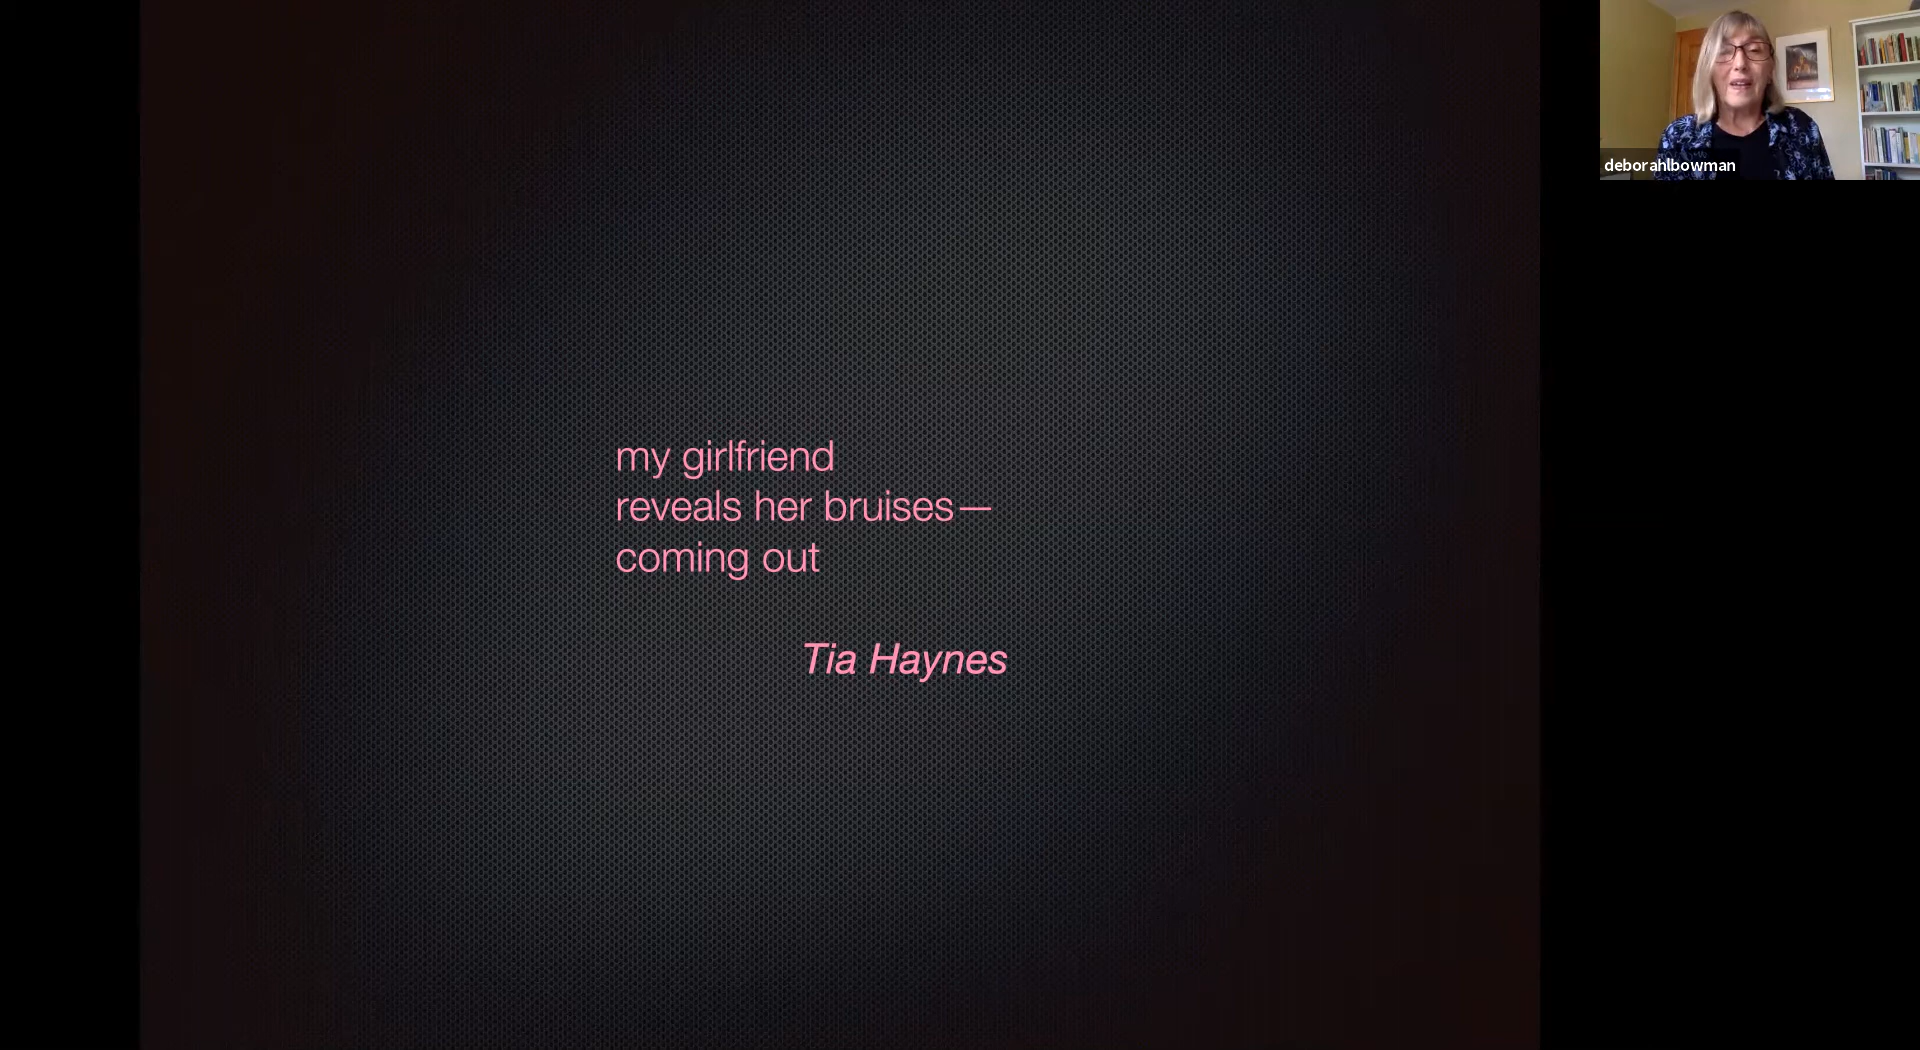 my girlfriend
reveals her bruises—
coming out
Tia Haynes
deborahlbowman